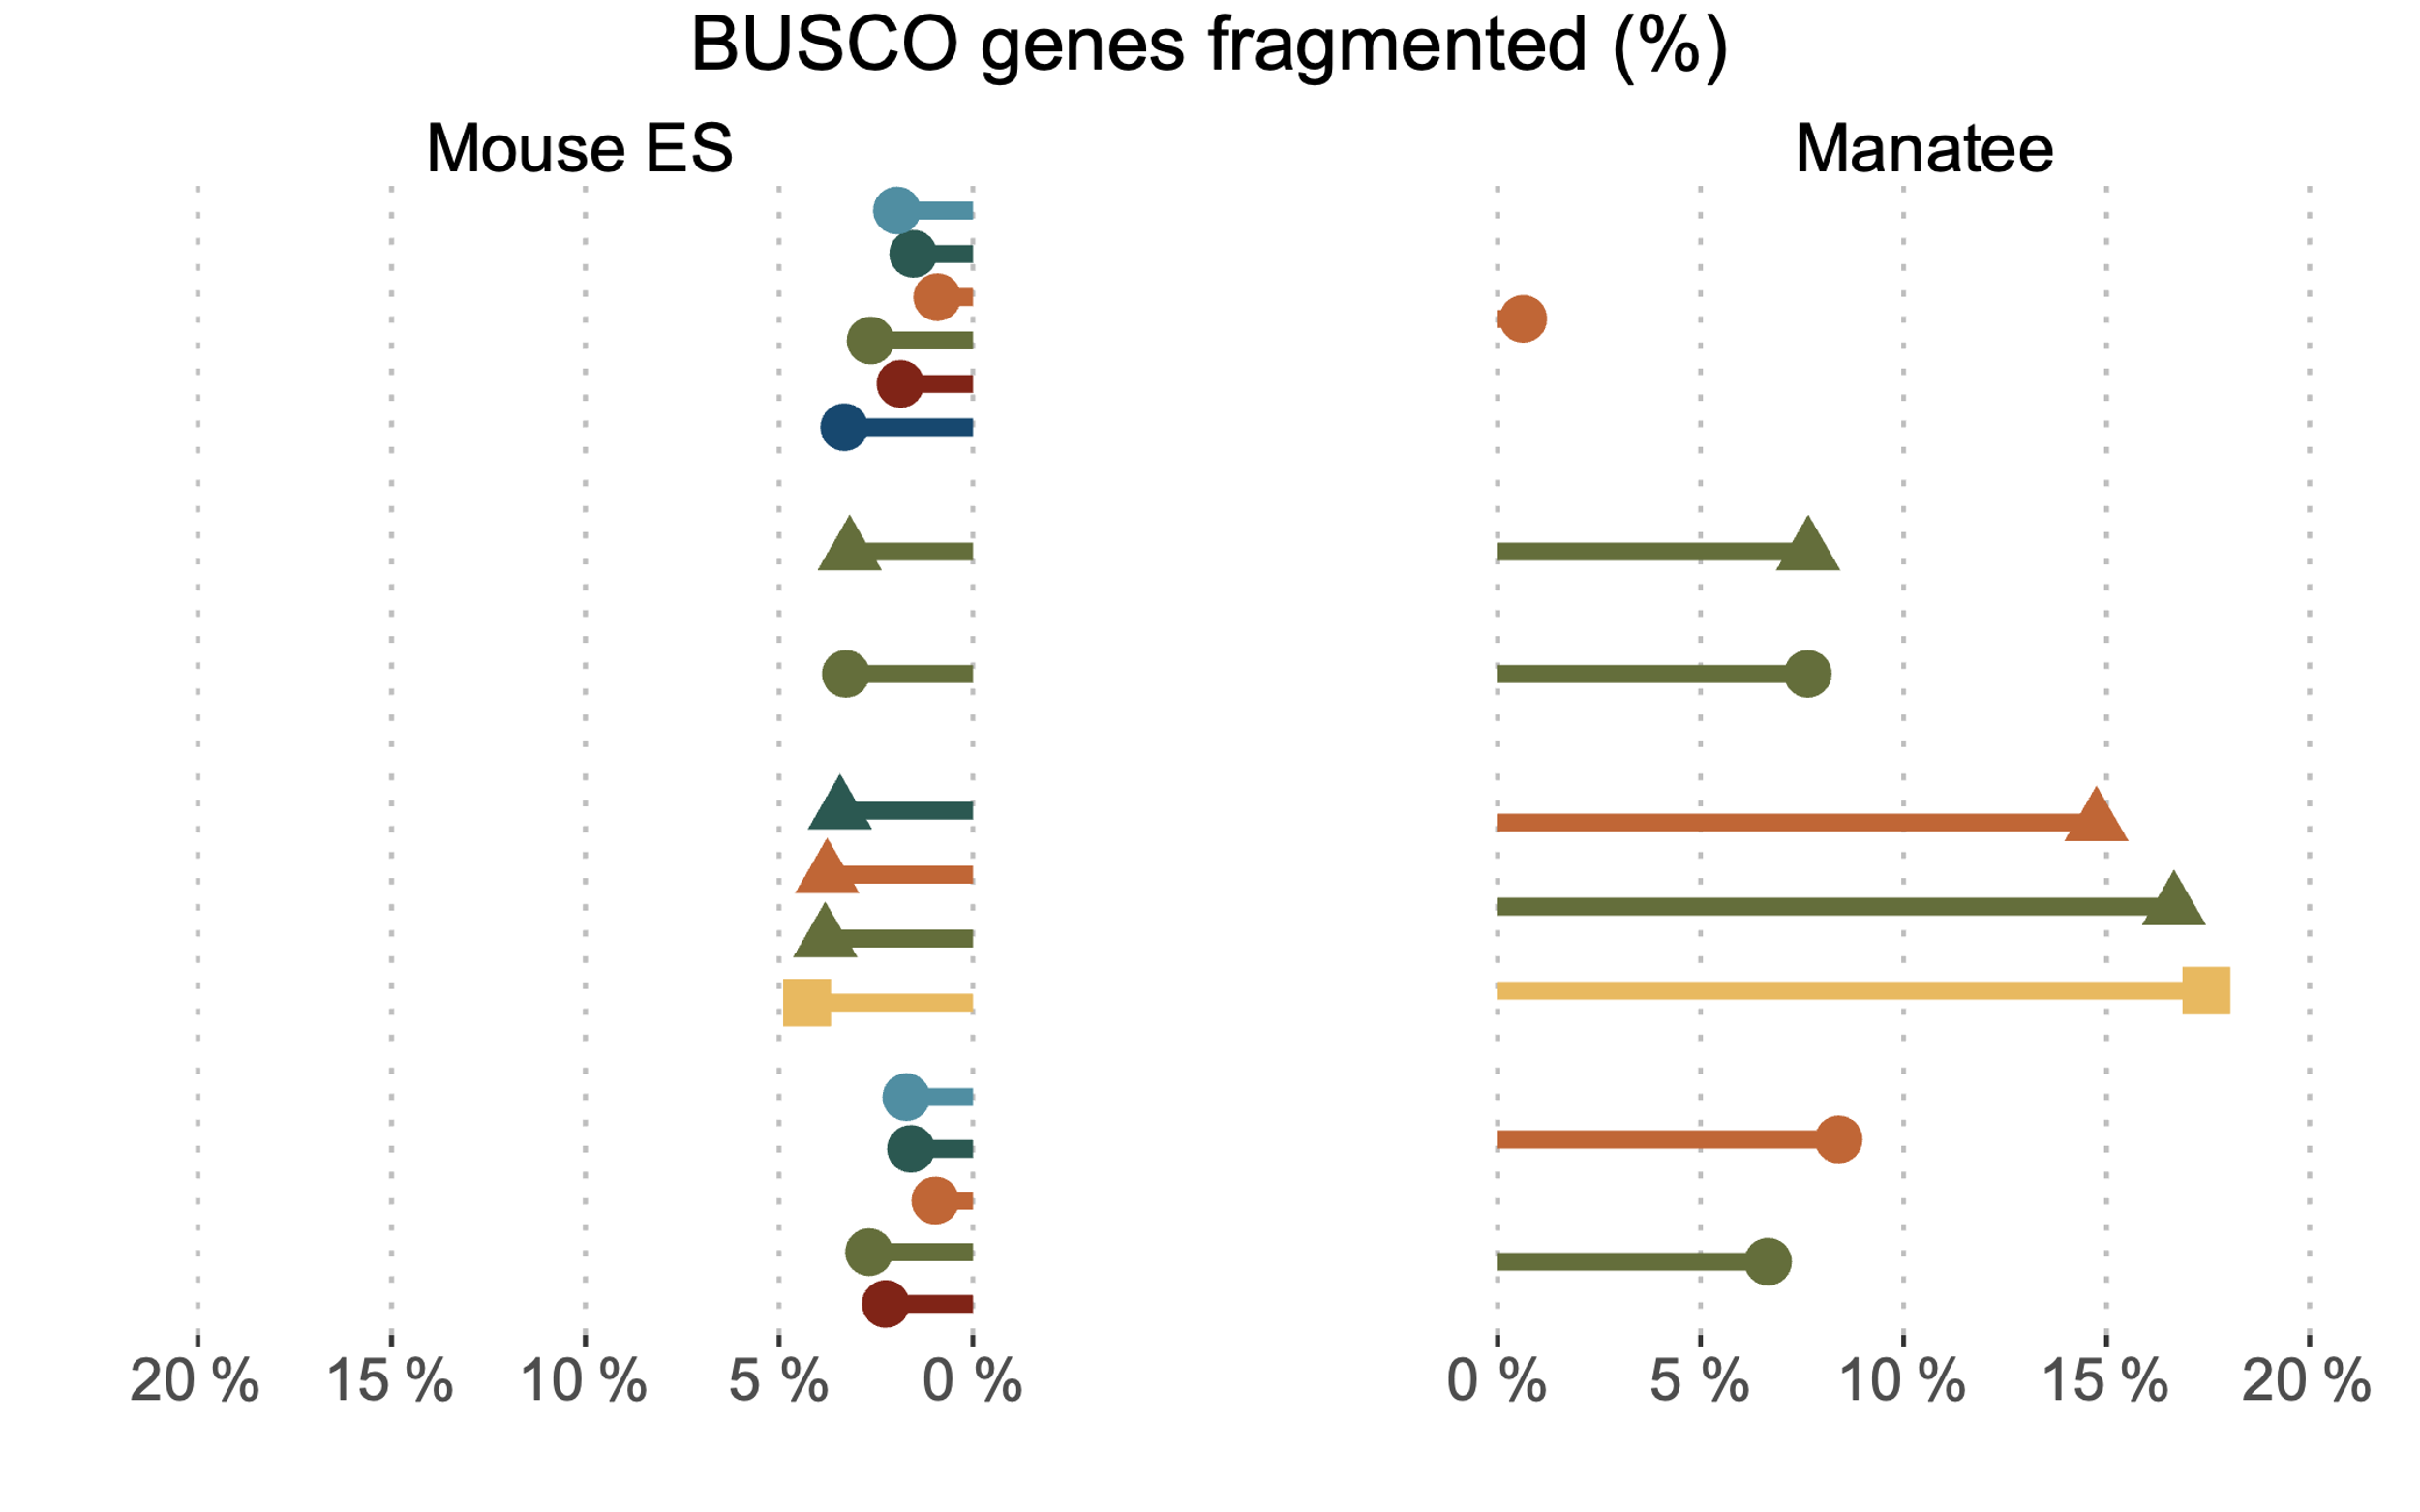 BUSCO genes fragmented (%)
Mouse ES Manatee
20 % 15 % 10 % 5 % 0 % 0 % 5 % 10 % 15 % 20 %